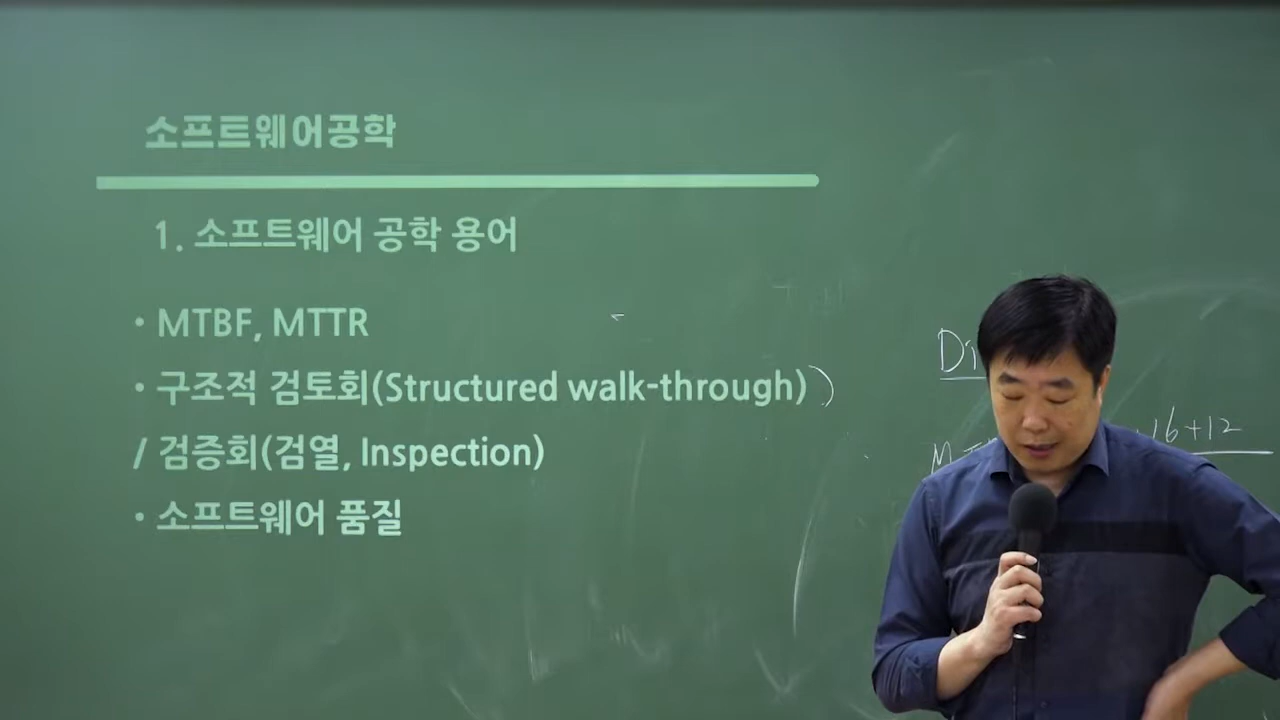 소프트웨어공학
1. 소프트웨어 공학 용어
• MTBF, MTTR
• 구조적 검토회(Structured walk-through)
/ 검증회(검열, Inspection)
• 소프트웨어 품질
16+12